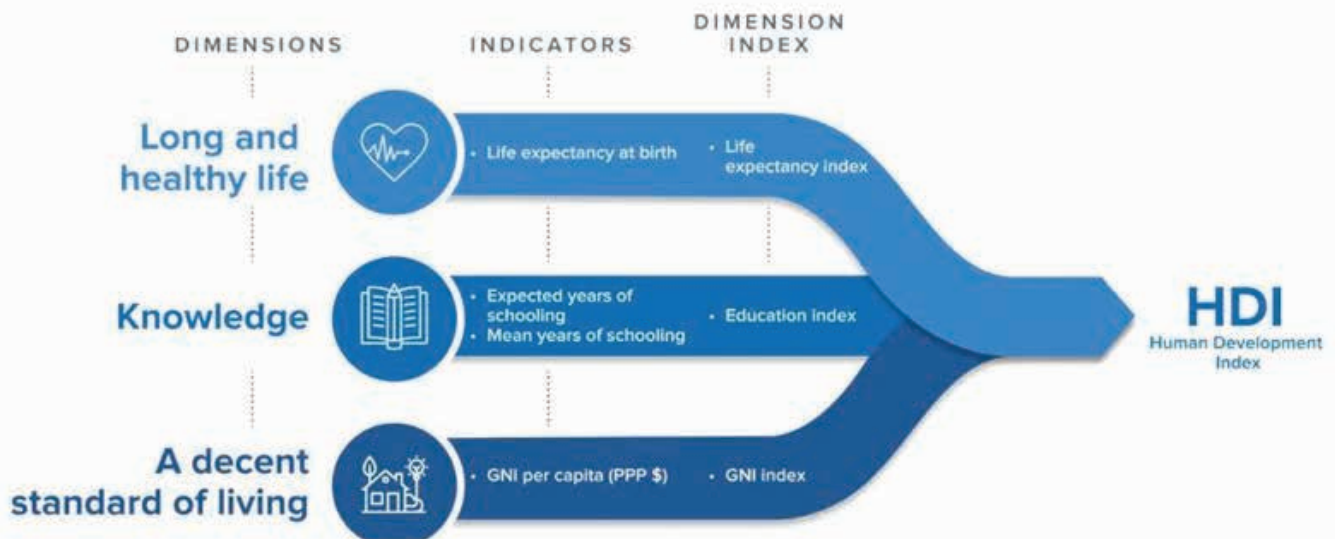 DIMENSIONS
INDICATORS
DIMENSION
INDEX
Long and
healthy life
• Life expectancy at birth
• Life
expectancy index
Knowledge
• Expected years of
schooling
• Mean years of schooling
• Education index
A decent
standard of living
• GNI per capita (PPP $)
• GNI index
HDI
Human Development
Index